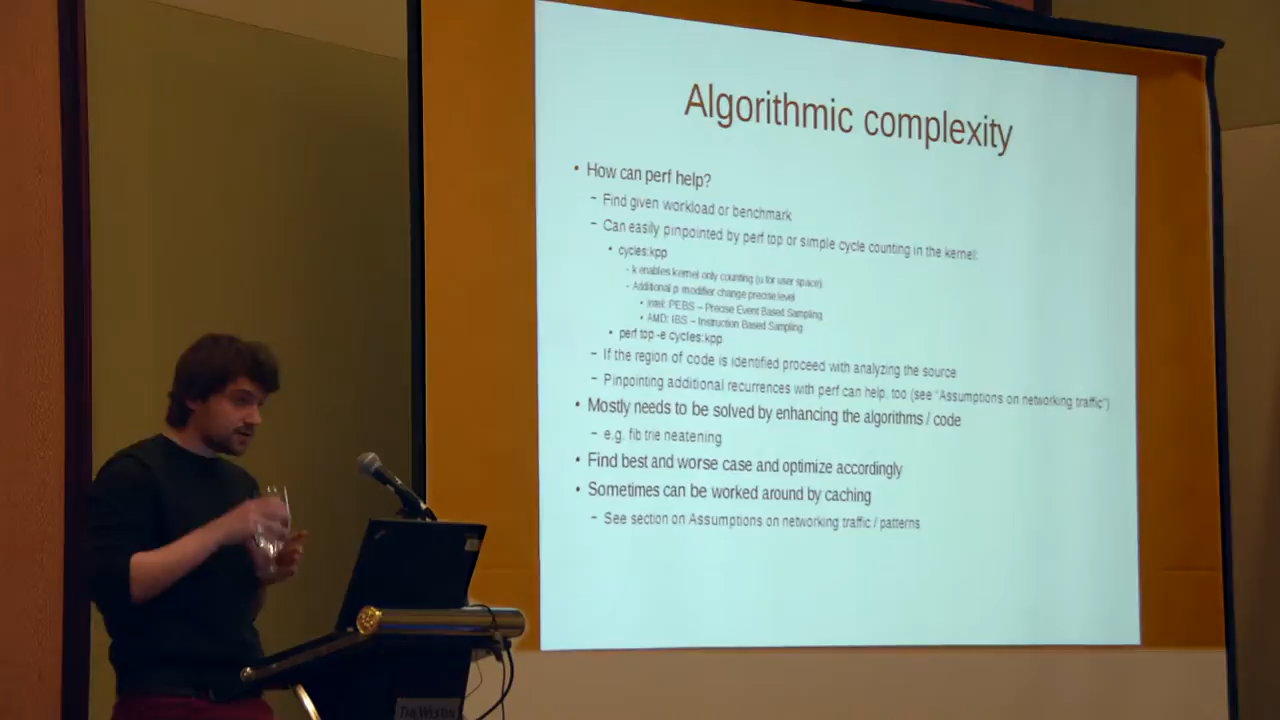 Algorithmic complexity
• How can perf help?
– Find given workload or benchmark
– Can easily pinpointed by perf top or simple cycle counting in the kernel:
• cycles:kpp
- k enables kernel only counting (u for user space)
- Additional p modifier change precise level
• Intel: PEBS – Precise Event Based Sampling
• AMD: IBS – Instruction Based Sampling
• perf top -e cycles:kpp
– If the region of code is identified proceed with analyzing the source
– Pinpointing additional recurrences with perf can help, too (see “Assumptions on networking traffic”)
• Mostly needs to be solved by enhancing the algorithms / code
– e.g. fib trie neatening
• Find best and worse case and optimize accordingly
• Sometimes can be worked around by caching
– See section on Assumptions on networking traffic / patterns
THE WESTIN